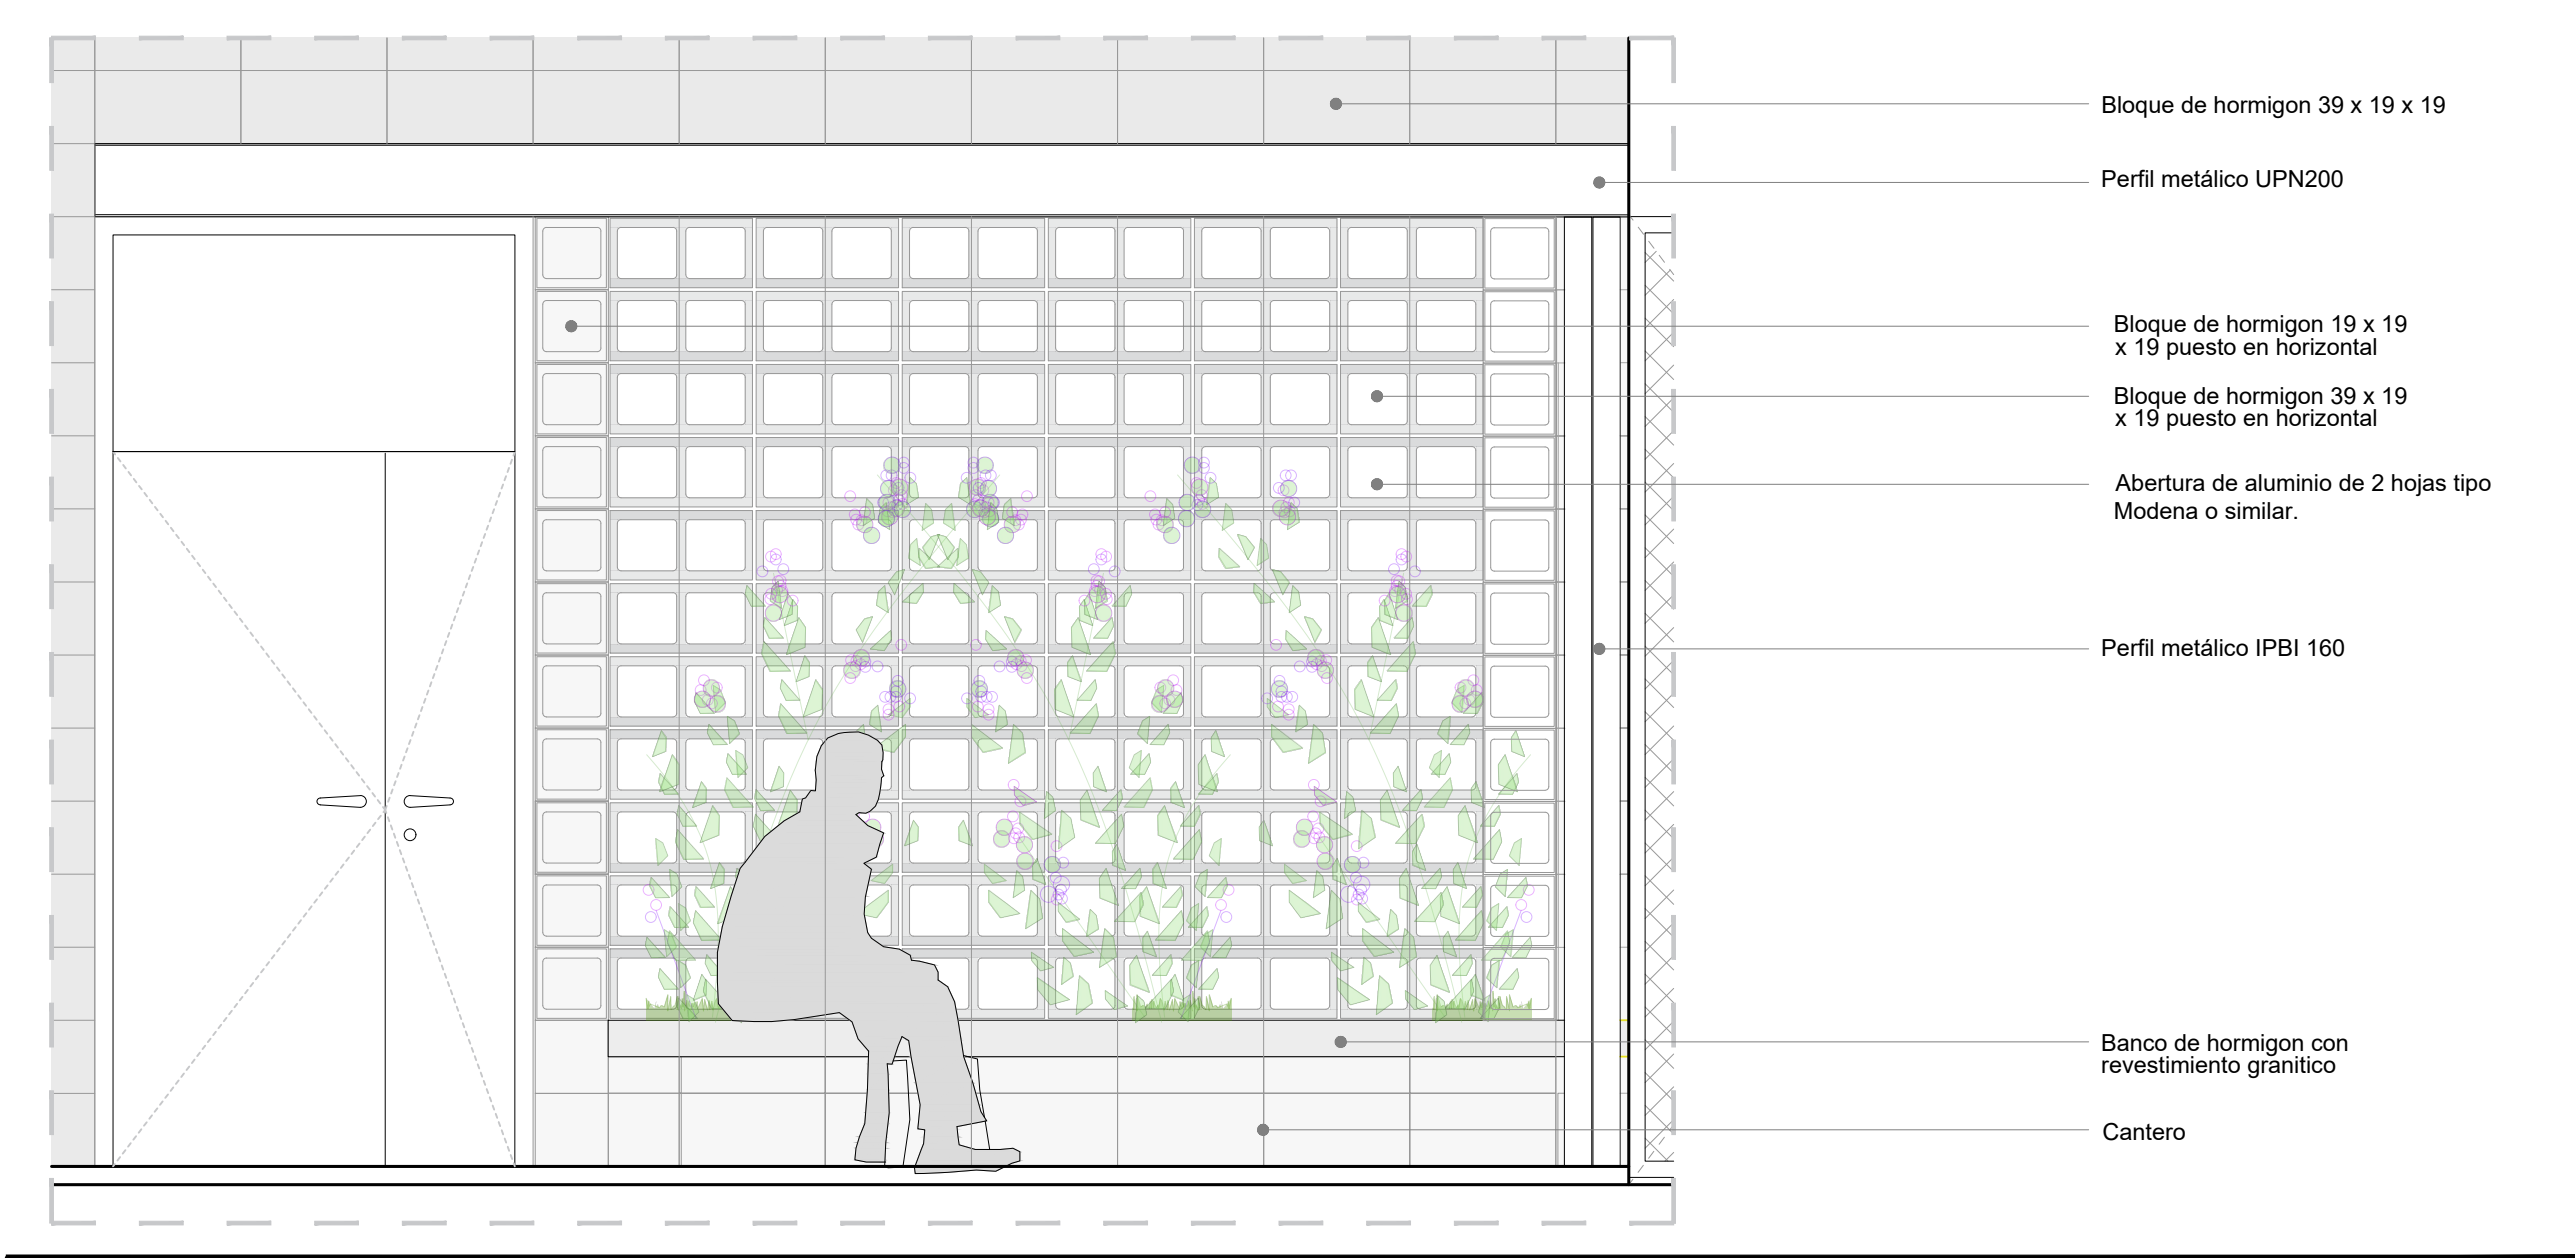 Bloque de hormigon 39 x 19 x 19
Perfil metálico UPN200
Bloque de hormigon 19 x 19
x 19 puesto en horizontal
Bloque de hormigon 39 x 19
x 19 puesto en horizontal
Abertura de aluminio de 2 hojas tipo
Modena o similar.
Perfil metálico IPBI 160
Banco de hormigon con
revestimiento granitico
Cantero